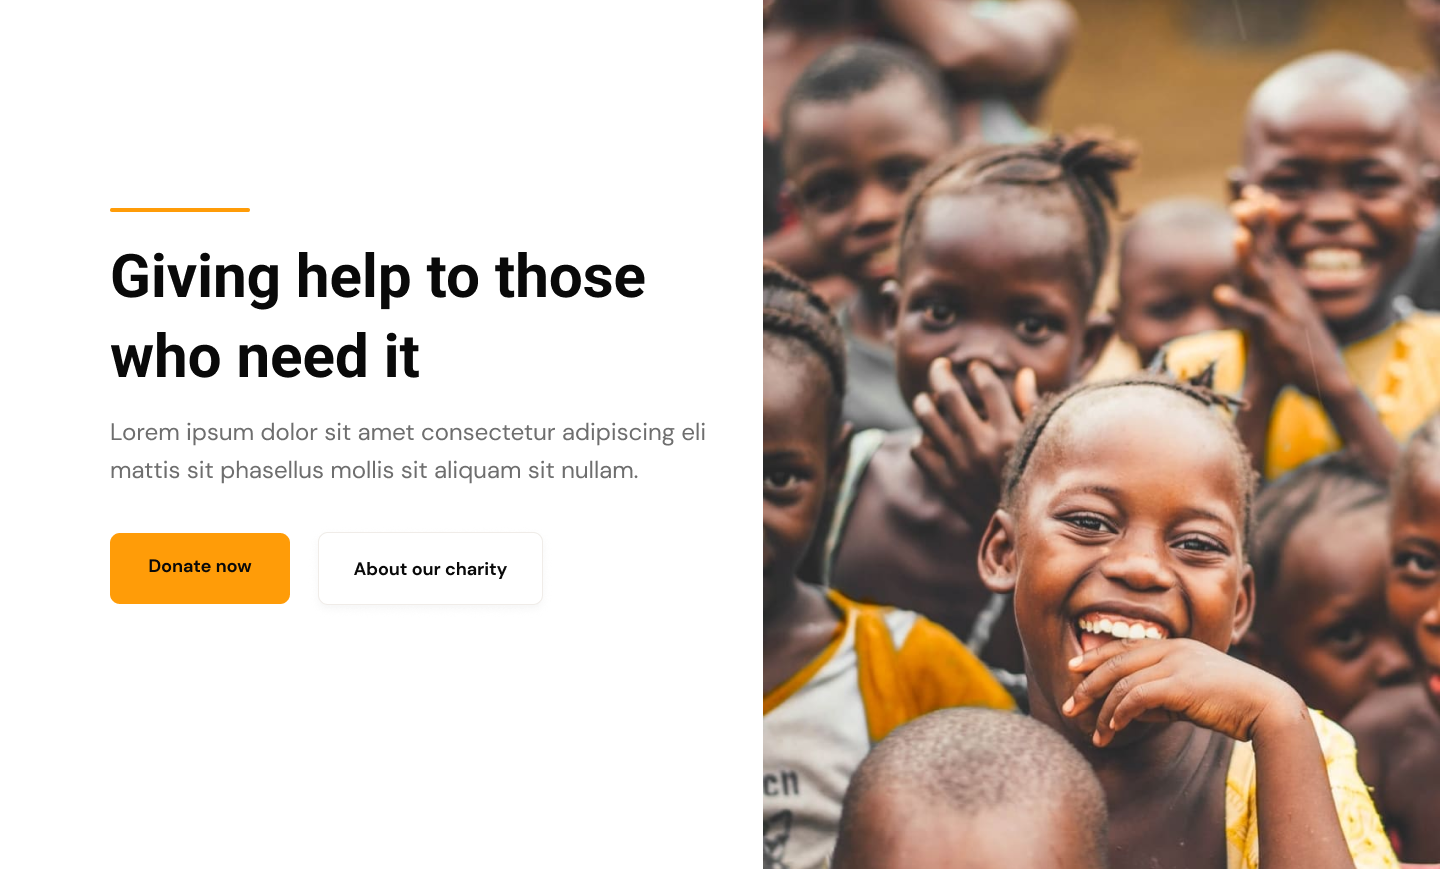 Giving help to those
who need it
Lorem ipsum dolor sit amet consectetur adipiscing eli
mattis sit phasellus mollis sit aliquam sit nullam.
Donate now
About our charity